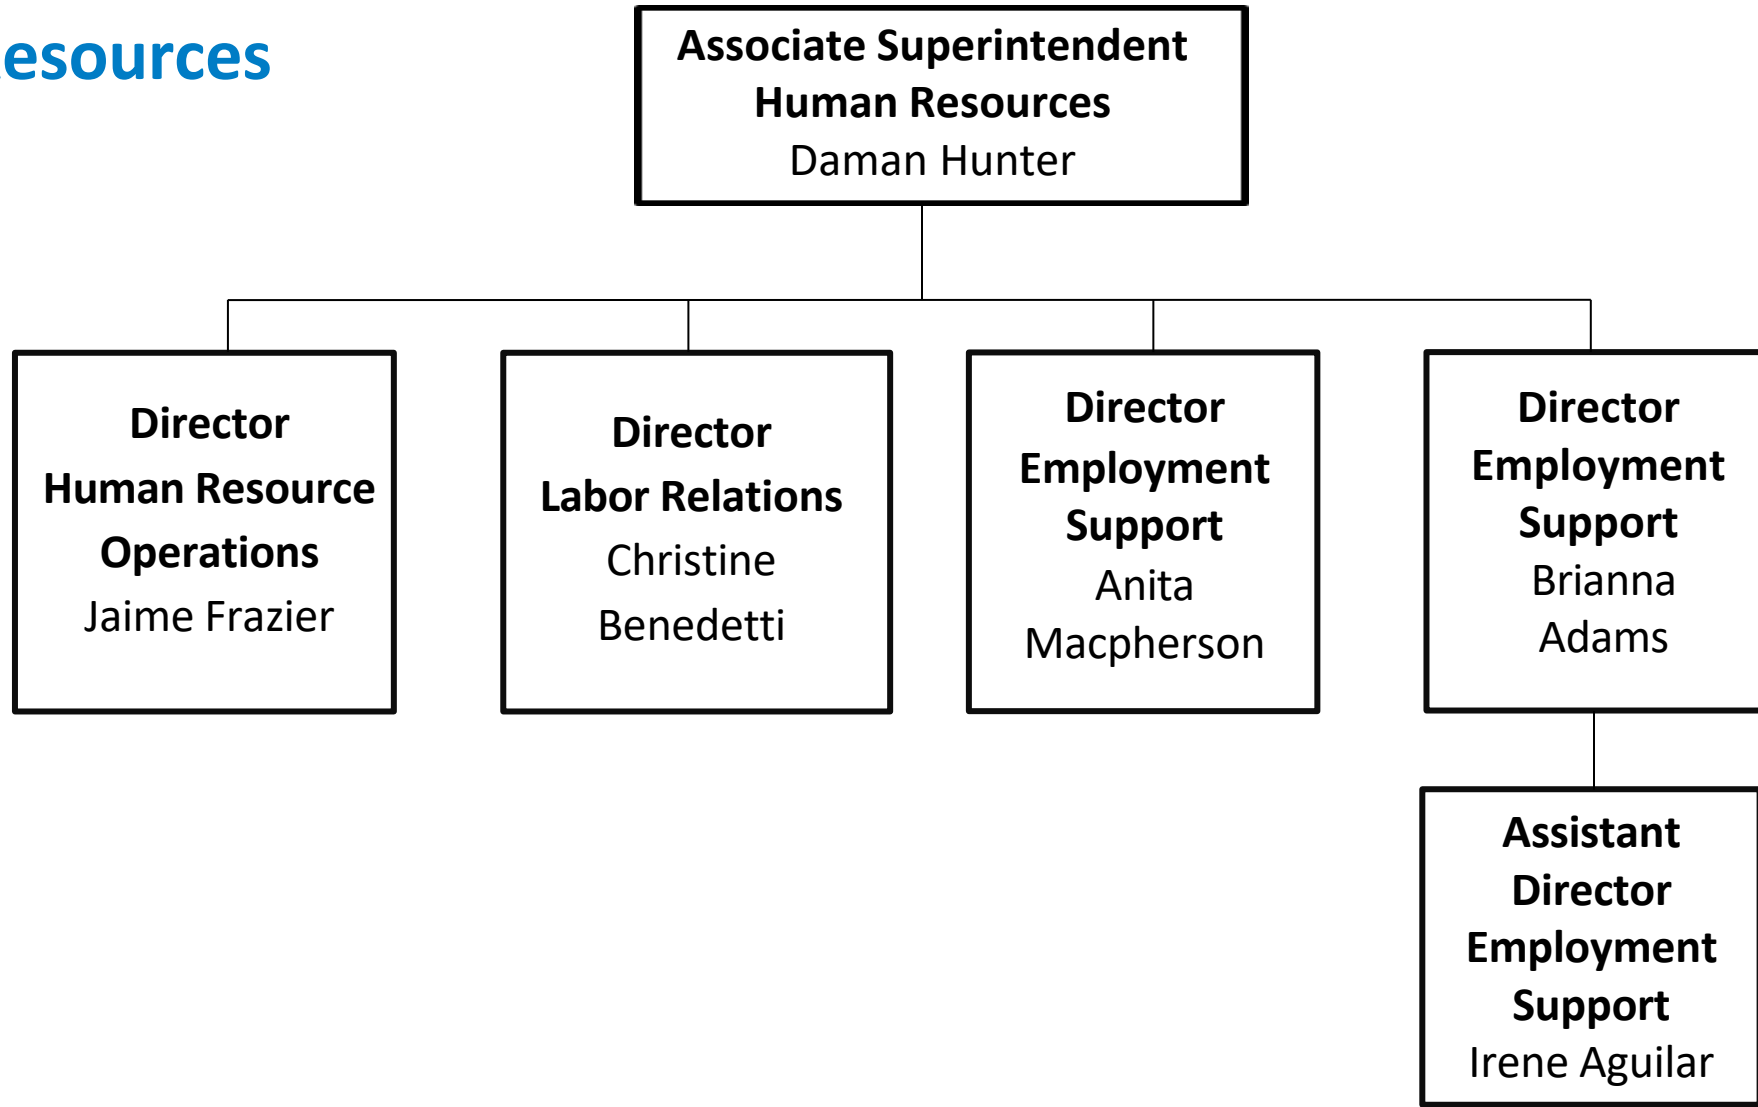 esources
Associate Superintendent
Human Resources
Daman Hunter
Director
Human Resource
Operations
Jaime Frazier
Director
Labor Relations
Christine
Benedetti
Director
Employment
Support
Anita
Macpherson
Director
Employment
Support
Brianna
Adams
Assistant
Director
Employment
Support
Irene Aguilar